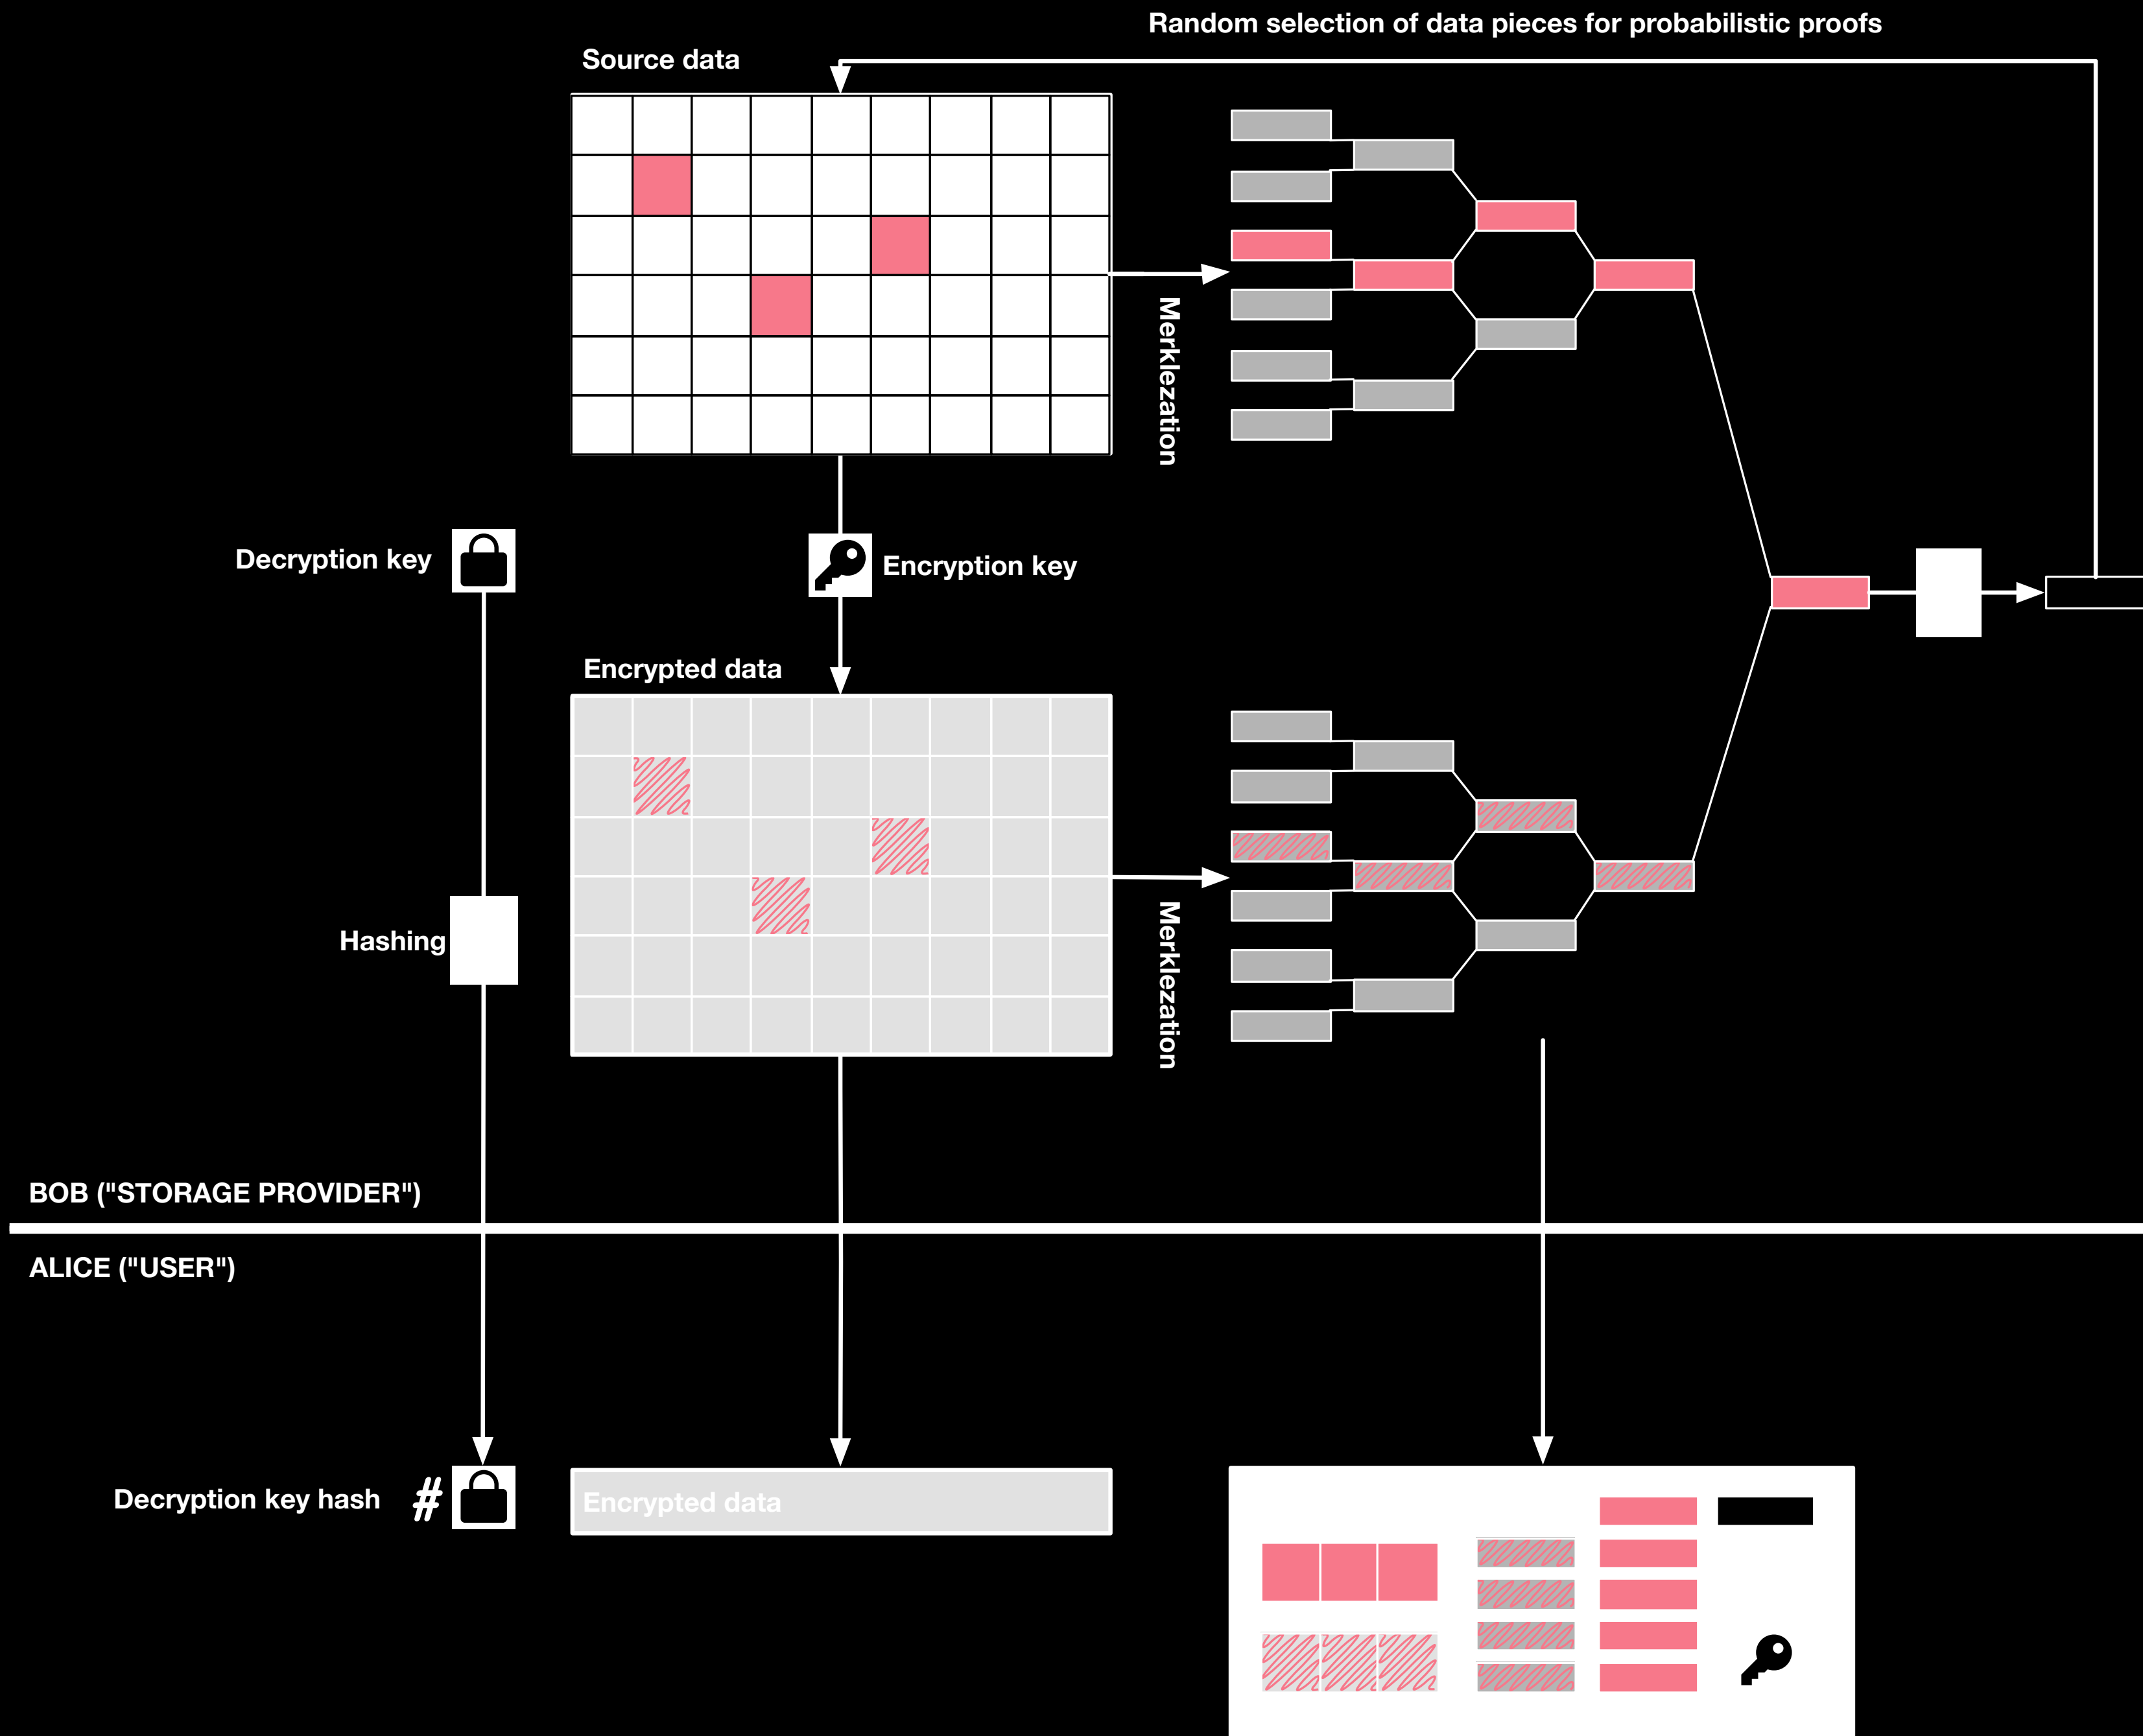 Random selection of data pieces for probabilistic proofs
Source data
Merklezation
Decryption key
Encryption key
Encrypted data
Merklezation
Hashing
BOB ("STORAGE PROVIDER")
ALICE ("USER")
Decryption key hash
#
Encrypted data